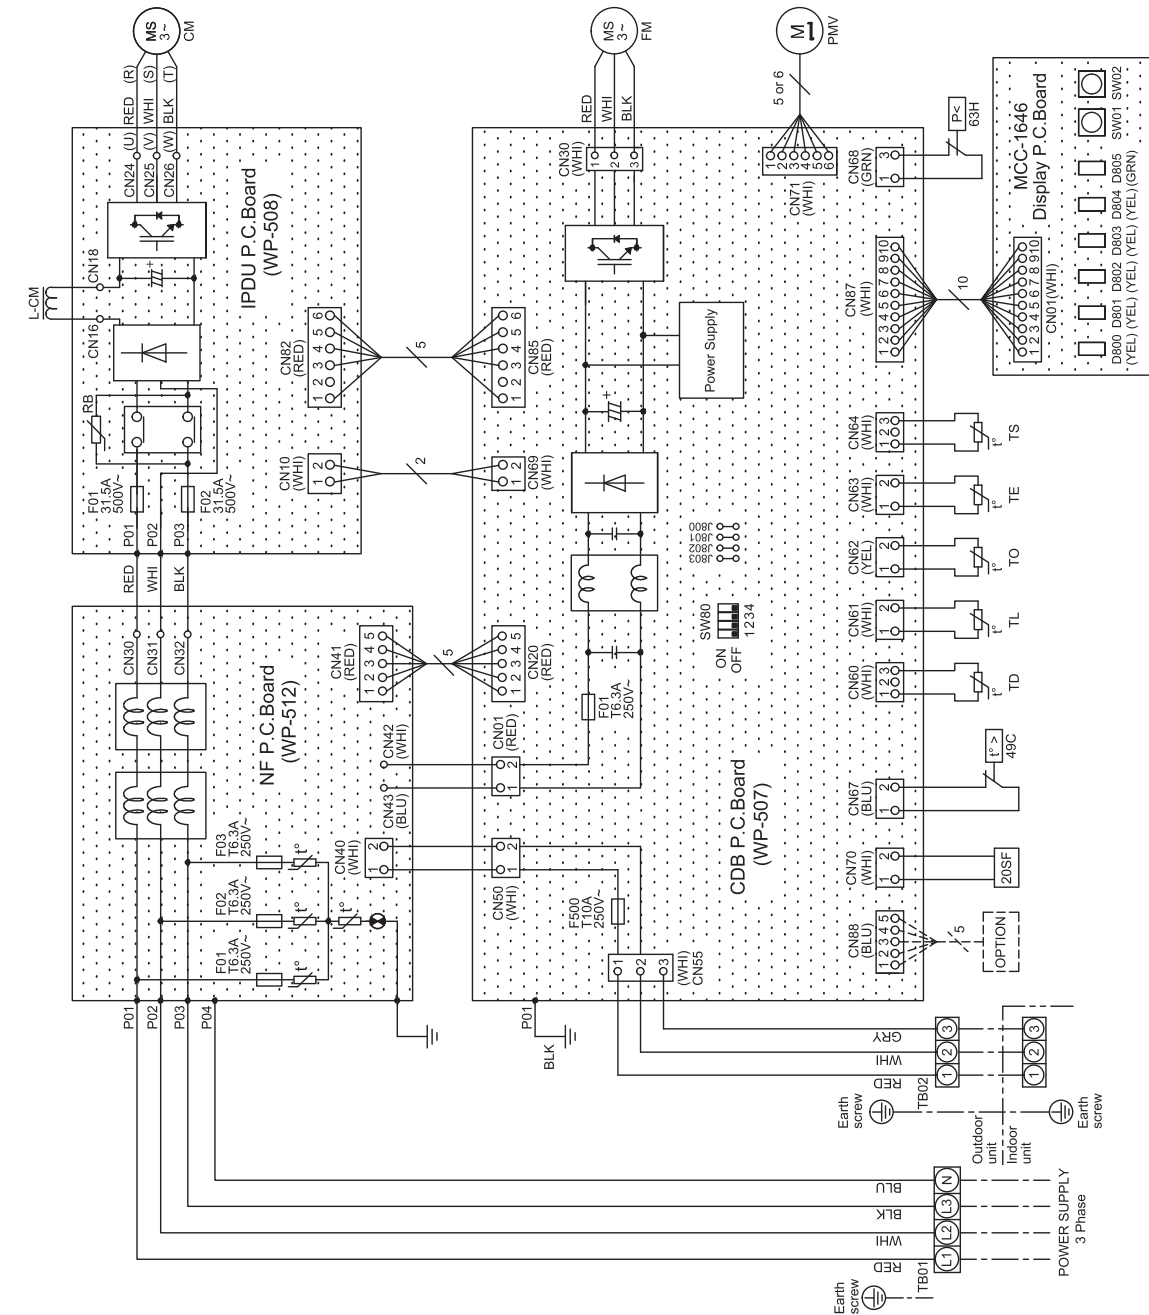 MS
3~
CM
(R)
(S)
(T)
RED
WHI
BLK
(U)
(V)
(W)
CN24
CN25
CN26
L-CM
CN18
CN16
+
IPDU P.C.Board
(WP-508)
RB
F01
31.5A
500V~
F02
31.5A
500V~
P01
P02
P03
CN82
(RED)
1 2 3 4 5 6
CN10
(WHI)
1 2
5
2
RED
WHI
BLK
CN30
CN31
CN32
NF P.C.Board
(WP-512)
CN41
(RED)
1 2 3 4 5
5
CN42
(WHI)
CN43
(BLU)
CN40
(WHI)
1 2
F03
T6.3A
250V~
F02
T6.3A
250V~
F01
T6.3A
250V~
t°
t°
t°
t°
P01
P02
P03
P04
MS
3~
FM
RED
WHI
BLK
CN30
(WHI)
1
2
3
M
PMV
5 or 6
1 2 3 4 5 6
CN71
(WHI)
CN85
(RED)
1 2 3 4 5 6
CN69
(WHI)
1 2
Power Supply
+
J800
J801
J802
J803
SW80
ON
OFF
1 2 3 4
CN20
(RED)
1 2 3 4 5
F01
T6.3A
250V~
CN01
(RED)
1 2
CN50
(WHI)
1 2
F500
T10A
250V~
CDB P.C.Board
(WP-507)
1
2
3
(WHI)
CN55
P01
BLK
CN68
(GRN)
1 3
P<
63H
CN87
(WHI)
1 2 3 4 5 6 7 8 9 10
10
1 2 3 4 5 6 7 8 9 10
CN01(WHI)
MCC-1646
Display P.C.Board
D800
(YEL)
D801
(YEL)
D802
(YEL)
D803
(YEL)
D804
(YEL)
D805
(GRN)
SW01
SW02
CN64
(WHI)
1 2 3
t°
TS
CN63
(WHI)
1 2
t°
TE
CN62
(YEL)
1 2
t°
TO
CN61
(WHI)
1 2
t°
TL
CN60
(WHI)
1 2 3
t°
TD
CN67
(BLU)
1 2
t° >
49C
CN70
(WHI)
1 2
20SF
CN88
(BLU)
1 2 3 4 5
5
OPTION
GRY
WHI
RED
TB02
1 2 3
1 2 3
Earth
screw
Earth
screw
Outdoor
unit
Indoor
unit
BLU
BLK
WHI
RED
TB01
L1 L2 L3 N
Earth
screw
POWER SUPPLY
3 Phase